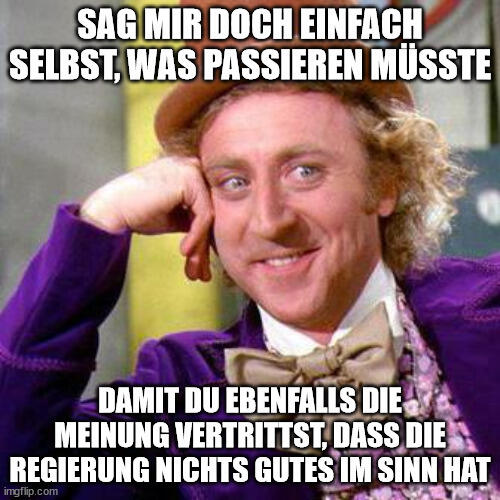 SAG MIR DOCH EINFACH
SELBST, WAS PASSIEREN MÜSSTE
DAMIT DU EBENFALLS DIE
MEINUNG VERTRITTST, DASS DIE
REGIERUNG NICHTS GUTES IM SINN HAT
imgflip.com